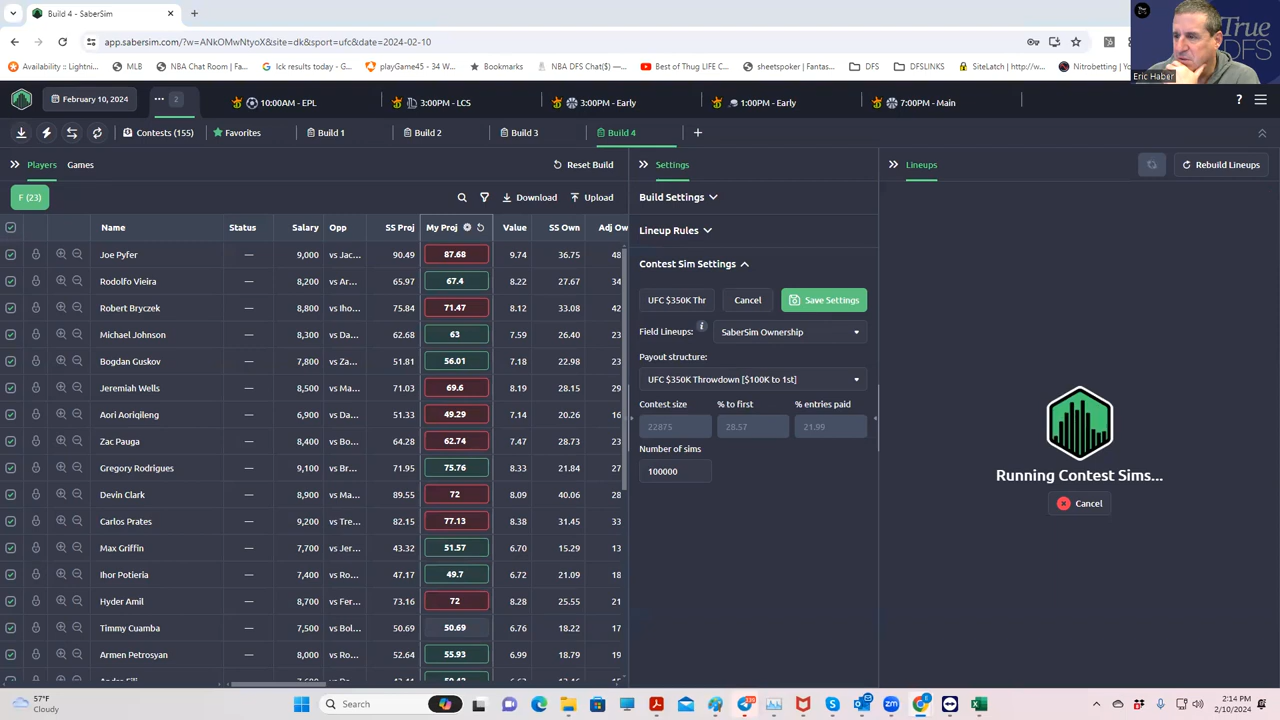 Build 4 - SaberSim
app.sabersim.com/?w=ANkOMwNtyoX&site=dk&sport=ufc&date=2024-02-10
True
DFS
Eric Haber
Availability :: Lightni...
MLB
NBA Chat Room | Fa...
Ick results today - G...
playGame45 - 34 W...
Bookmarks
NBA DFS Chat($) —...
Best of Thug LIFE C...
sheetspoker | Fantas...
DFS
DFSLINKS
SiteLatch | http://w...
Nitrobetting | http:/
February 10, 2024
2
10:00AM - EPL
3:00PM - LCS
3:00PM - Early
1:00PM - Early
7:00PM - Main
?
Contests (155)
Favorites
Build 1
Build 2
Build 3
Build 4
Players
Games
Reset Build
Settings
Lineups
Rebuild Lineups
F (23)
Download
Upload
Name Status Salary Opp SS Proj My Proj Value SS Own Adj Ow
Joe Pyfer — 9,000 vs Jac... 90.49 87.68 9.74 36.75 48
Rodolfo Vieira — 8,200 vs Ar... 65.97 67.4 8.22 27.67 34
Robert Bryczek — 8,800 vs Iho... 75.84 71.47 8.12 33.08 42
Michael Johnson — 8,300 vs Da... 62.68 63 7.59 26.40 23
Bogdan Guskov — 7,800 vs Za... 51.81 56.01 7.18 22.98 23
Jeremiah Wells — 8,500 vs Ma... 71.03 69.6 8.19 28.15 29
Aori Aoriqileng — 6,900 vs Da... 51.33 49.29 7.14 20.26 16
Zac Pauga — 8,400 vs Bo... 64.28 62.74 7.47 28.73 23
Gregory Rodrigues — 9,100 vs Br... 71.95 75.76 8.33 21.84 27
Devin Clark — 8,900 vs Ma... 89.55 72 8.09 40.06 28
Carlos Prates — 9,200 vs Tre... 82.15 77.13 8.38 31.45 33
Max Griffin — 7,700 vs Jer... 43.32 51.57 6.70 15.29 13
Ihor Potieria — 7,400 vs Ro... 47.17 49.7 6.72 21.09 18
Hyder Amil — 8,700 vs Fer... 73.16 72 8.28 25.55 21
Timmy Cuamba — 7,500 vs Bol... 50.69 50.69 6.76 18.22 17
Armen Petrosyan — 8,000 vs Ro... 52.64 55.93 6.99 18.79 14
Build Settings
Lineup Rules
Contest Sim Settings
UFC $350K Thr
Cancel
Save Settings
Field Lineups:
SaberSim Ownership
Payout structure:
UFC $350K Throwdown [$100K to 1st]
Contest size % to first % entries paid
22875 28.57 21.99
Number of sims
100000
Running Contest Sims...
Cancel
57°F
Cloudy
Search
2:14 PM
2/10/2024